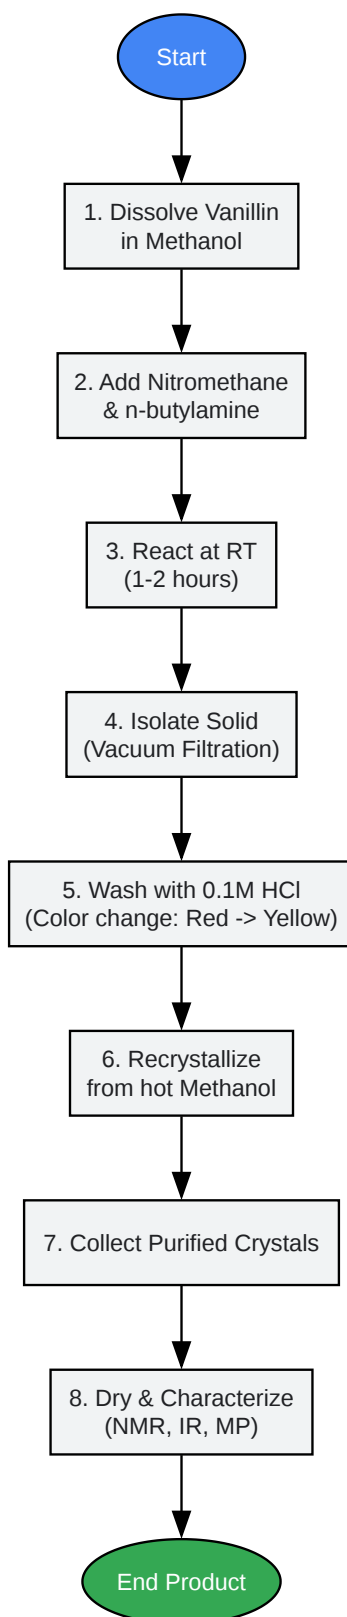 Start
1. Dissolve Vanillin
in Methanol
2. Add Nitromethane
& n-butylamine
3. React at RT
(1-2 hours)
4. Isolate Solid
(Vacuum Filtration)
5. Wash with 0.1M HCl
(Color change: Red -> Yellow)
6. Recrystallize
from hot Methanol
7. Collect Purified Crystals
8. Dry & Characterize
(NMR, IR, MP)
End Product